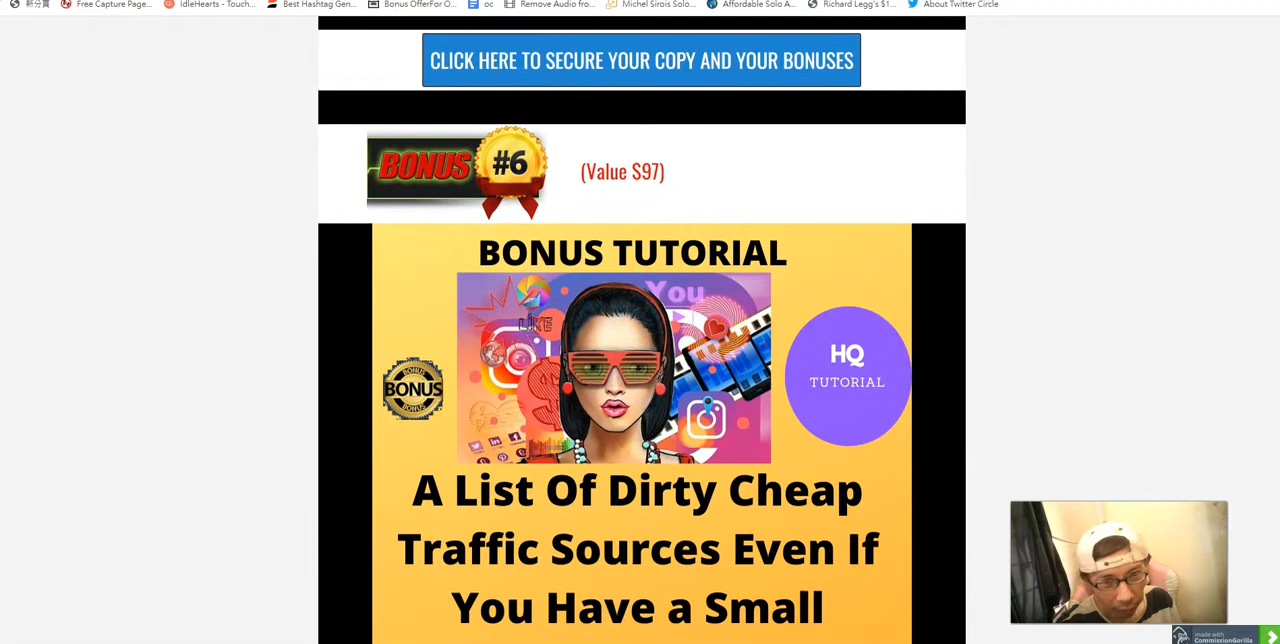 新分頁 Free Capture Page... IdleHearts - Touch... Best Hashtag Gen... Bonus OfferFor O... oc Remove Audio fro... Michel Sirois Solo... Affordable Solo A... Richard Legg's $1... About Twitter Circle
CLICK HERE TO SECURE YOUR COPY AND YOUR BONUSES
BONUS #6 (Value $97)
BONUS TUTORIAL
You
LIKE
BONUS
HQ
TUTORIAL
A List Of Dirty Cheap
Traffic Sources Even If
You Have a Small
made with
CommissionGorilla